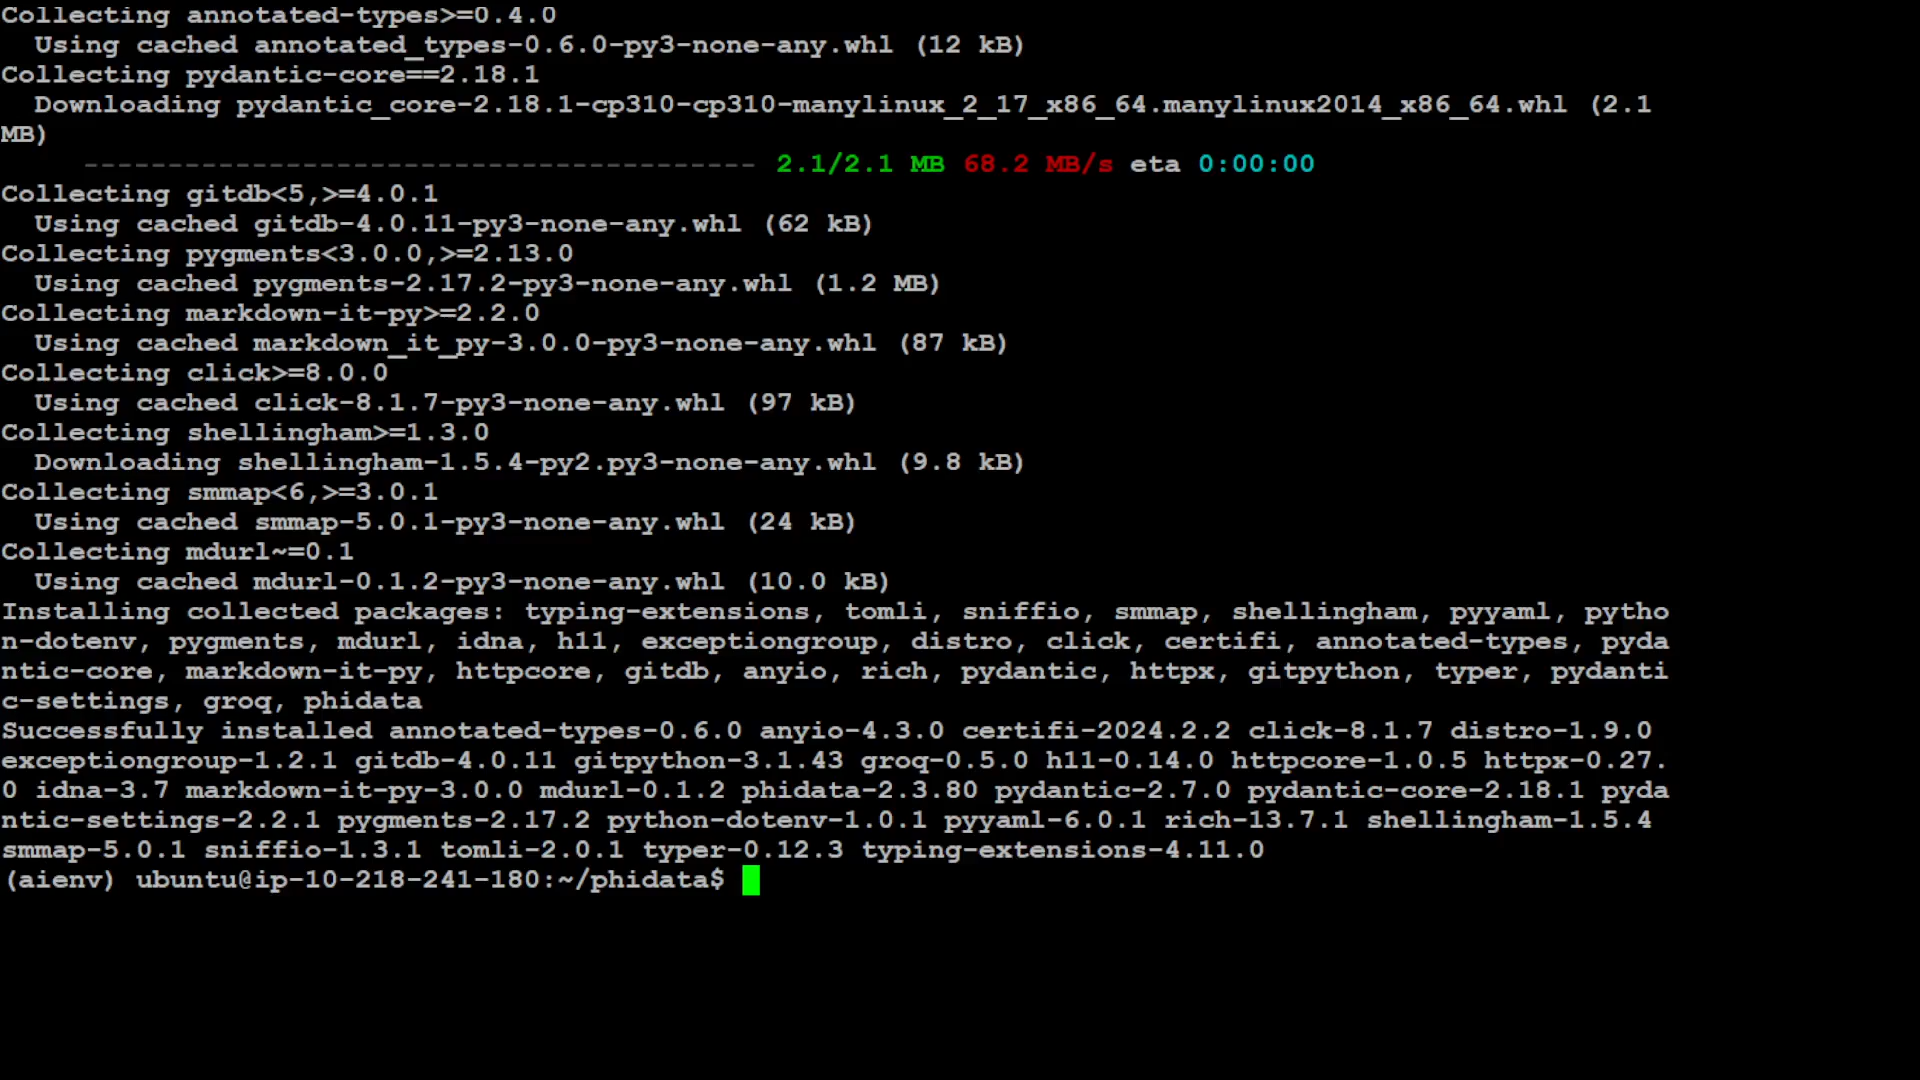 Collecting annotated-types>=0.4.0
  Using cached annotated_types-0.6.0-py3-none-any.whl (12 kB)
Collecting pydantic-core==2.18.1
  Downloading pydantic_core-2.18.1-cp310-cp310-manylinux_2_17_x86_64.manylinux2014_x86_64.whl (2.1
MB)
     ---------------------------------------- 2.1/2.1 MB 68.2 MB/s eta 0:00:00
Collecting gitdb<5,>=4.0.1
  Using cached gitdb-4.0.11-py3-none-any.whl (62 kB)
Collecting pygments<3.0.0,>=2.13.0
  Using cached pygments-2.17.2-py3-none-any.whl (1.2 MB)
Collecting markdown-it-py>=2.2.0
  Using cached markdown_it_py-3.0.0-py3-none-any.whl (87 kB)
Collecting click>=8.0.0
  Using cached click-8.1.7-py3-none-any.whl (97 kB)
Collecting shellingham>=1.3.0
  Downloading shellingham-1.5.4-py2.py3-none-any.whl (9.8 kB)
Collecting smmap<6,>=3.0.1
  Using cached smmap-5.0.1-py3-none-any.whl (24 kB)
Collecting mdurl~=0.1
  Using cached mdurl-0.1.2-py3-none-any.whl (10.0 kB)
Installing collected packages: typing-extensions, tomli, sniffio, smmap, shellingham, pyyaml, pytho
n-dotenv, pygments, mdurl, idna, h11, exceptiongroup, distro, click, certifi, annotated-types, pyda
ntic-core, markdown-it-py, httpcore, gitdb, anyio, rich, pydantic, httpx, gitpython, typer, pydanti
c-settings, groq, phidata
Successfully installed annotated-types-0.6.0 anyio-4.3.0 certifi-2024.2.2 click-8.1.7 distro-1.9.0
exceptiongroup-1.2.1 gitdb-4.0.11 gitpython-3.1.43 groq-0.5.0 h11-0.14.0 httpcore-1.0.5 httpx-0.27.
0 idna-3.7 markdown-it-py-3.0.0 mdurl-0.1.2 phidata-2.3.80 pydantic-2.7.0 pydantic-core-2.18.1 pyda
ntic-settings-2.2.1 pygments-2.17.2 python-dotenv-1.0.1 pyyaml-6.0.1 rich-13.7.1 shellingham-1.5.4
smmap-5.0.1 sniffio-1.3.1 tomli-2.0.1 typer-0.12.3 typing-extensions-4.11.0
(aienv) ubuntu@ip-10-218-241-180:~/phidata$